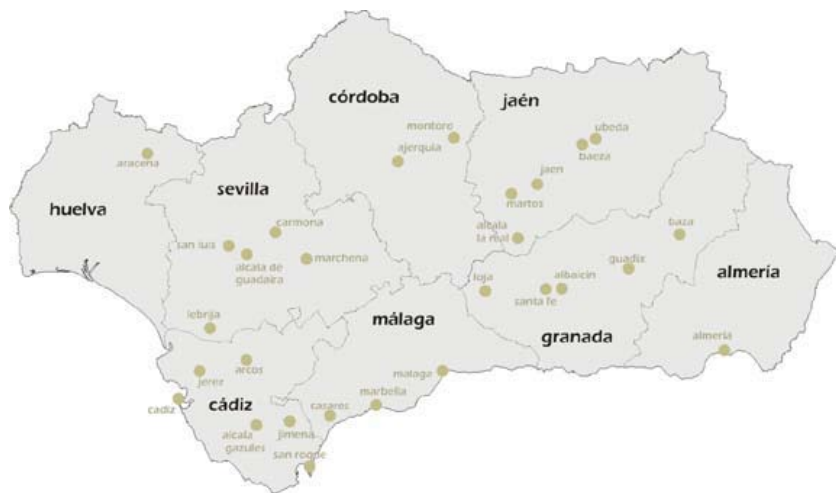 córdoba
jaén
montoro
ubeda
ajerquia
baeza
aracena
jaen
sevilla
martos
huelva
carmona
alcala
la real
baza
san luis
marchena
guadix
alcala de
guadaira
loja
albaicin
almería
santa fe
lebrija
málaga
granada
almeria
arcos
jerez
malaga
marbella
cadiz
cádiz
casares
alcala
gazules
jimena
san roque